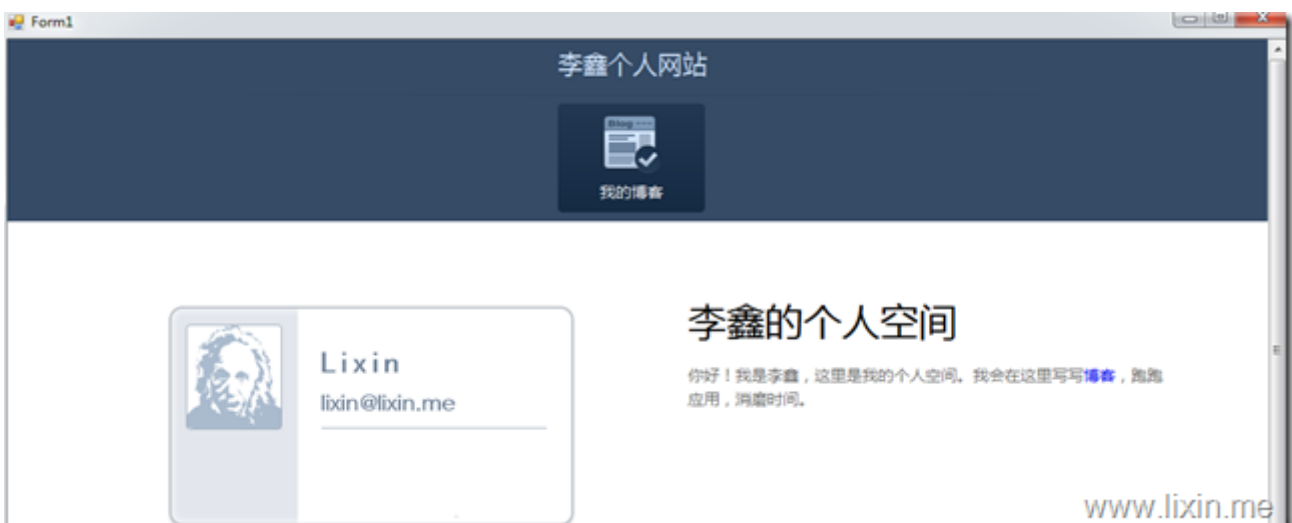 Form1
李鑫个人网站
Blog
我的博客
李鑫的个人空间
Lixin
lixin@lixin.me
你好！我是李鑫，这里是我的个人空间。我会在这里写写博客，跑跑
应用，消磨时间。
www.lixin.me